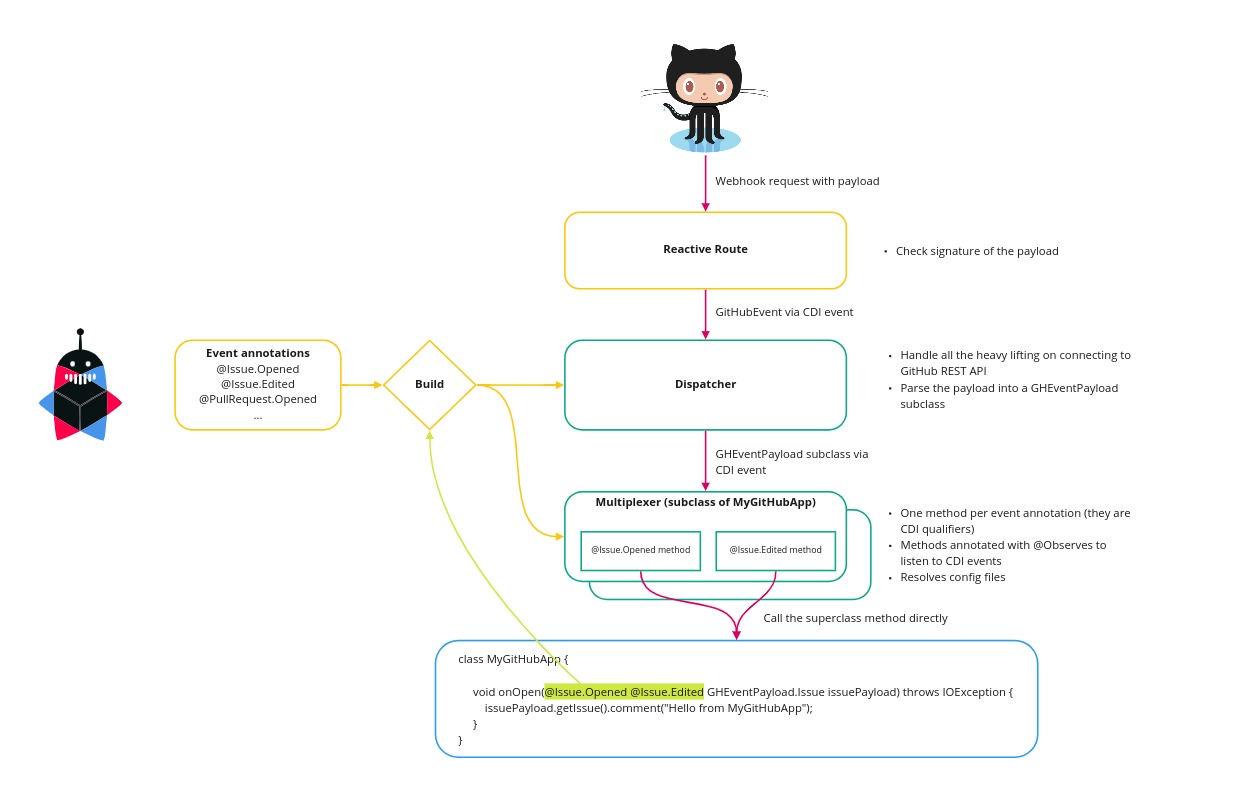 Webhook request with payload
Reactive Route
• Check signature of the payload
GitHubEvent via CDI event
Event annotations
@Issue.Opened
@Issue.Edited
@PullRequest.Opened
...
Build
Dispatcher
• Handle all the heavy lifting on connecting to
GitHub REST API
• Parse the payload into a GHEventPayload
subclass
GHEventPayload subclass via
CDI event
Multiplexer (subclass of MyGitHubApp)
@Issue.Opened method
@Issue.Edited method
• One method per event annotation (they are
CDI qualifiers)
• Methods annotated with @Observes to
listen to CDI events
• Resolves config files
Call the superclass method directly
class MyGitHubApp {
void onOpen(@Issue.Opened @Issue.Edited GHEventPayload.Issue issuePayload) throws IOException {
issuePayload.getIssue().comment("Hello from MyGitHubApp");
}
}